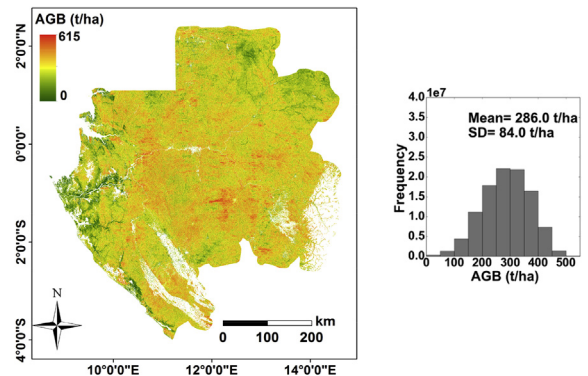 AGB (t/ha)
615
0
2°0'0"N
0°0'0"
2°0'0"S
4°0'0"S
N
km
0 100 200
10°0'0"E 12°0'0"E 14°0'0"E
1e7
4.0
3.5
3.0
2.5
2.0
1.5
1.0
0.5
0.0
Frequency
Mean= 286.0 t/ha
SD= 84.0 t/ha
0 100 200 300 400 500
AGB (t/ha)